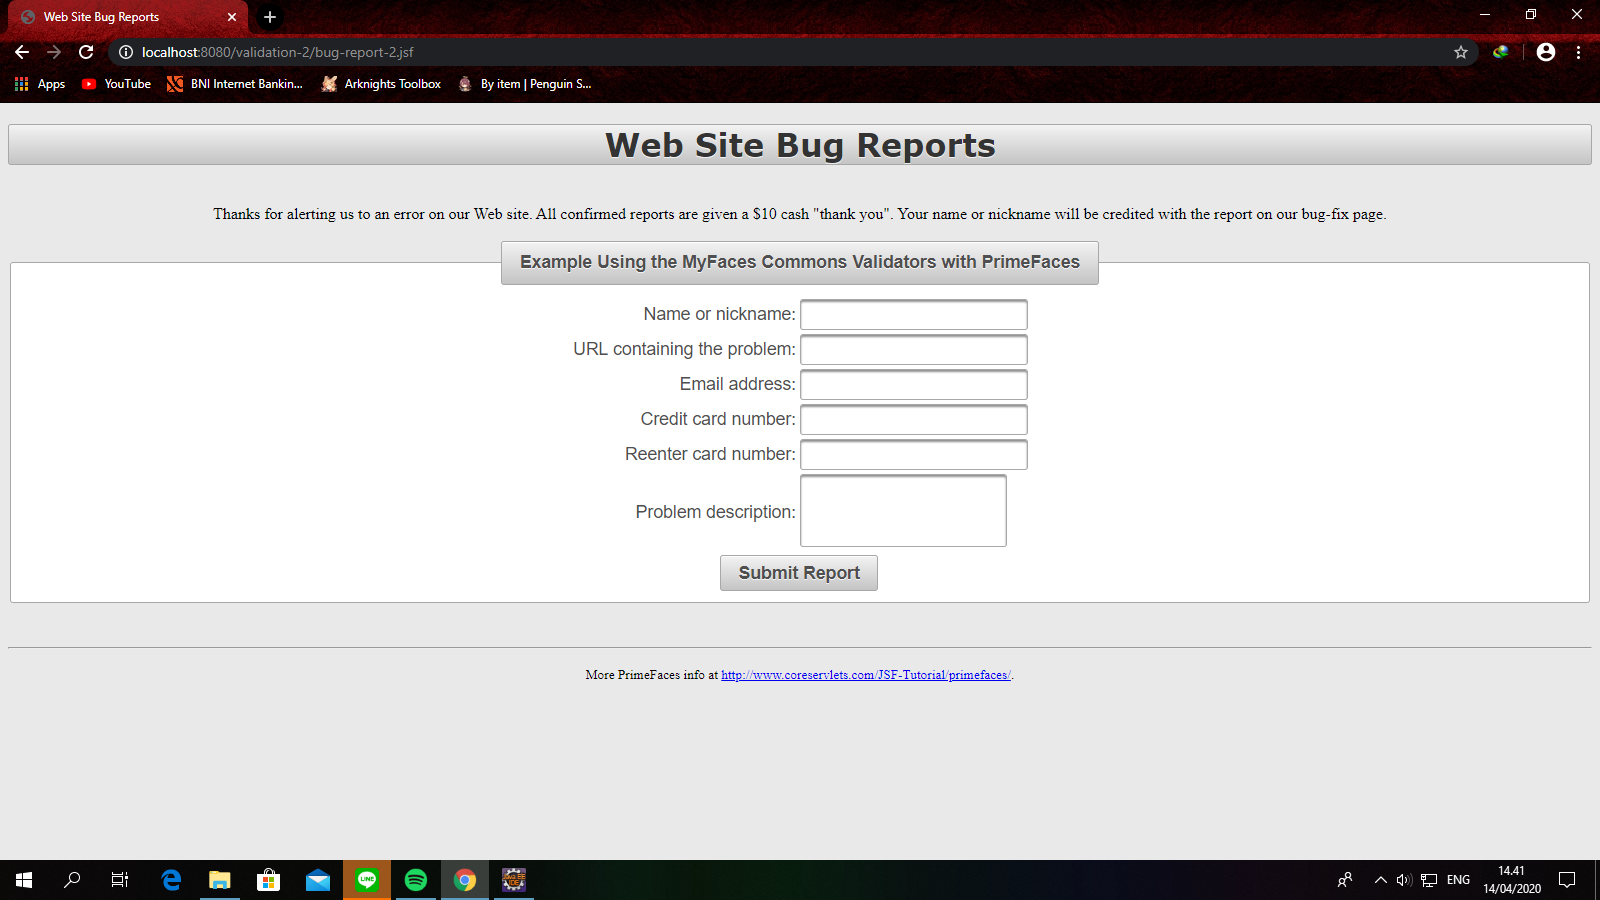 Web Site Bug Reports
localhost:8080/validation-2/bug-report-2.jsf
Apps YouTube BNI Internet Bankin... Arknights Toolbox By item | Penguin S...
Web Site Bug Reports
Thanks for alerting us to an error on our Web site. All confirmed reports are given a $10 cash "thank you". Your name or nickname will be credited with the report on our bug-fix page.
Example Using the MyFaces Commons Validators with PrimeFaces
Name or nickname:
URL containing the problem:
Email address:
Credit card number:
Reenter card number:
Problem description:
Submit Report
More PrimeFaces info at http://www.coreservlets.com/JSF-Tutorial/primefaces/.
LINE
Java EE
IDE
ENG
14.41
14/04/2020